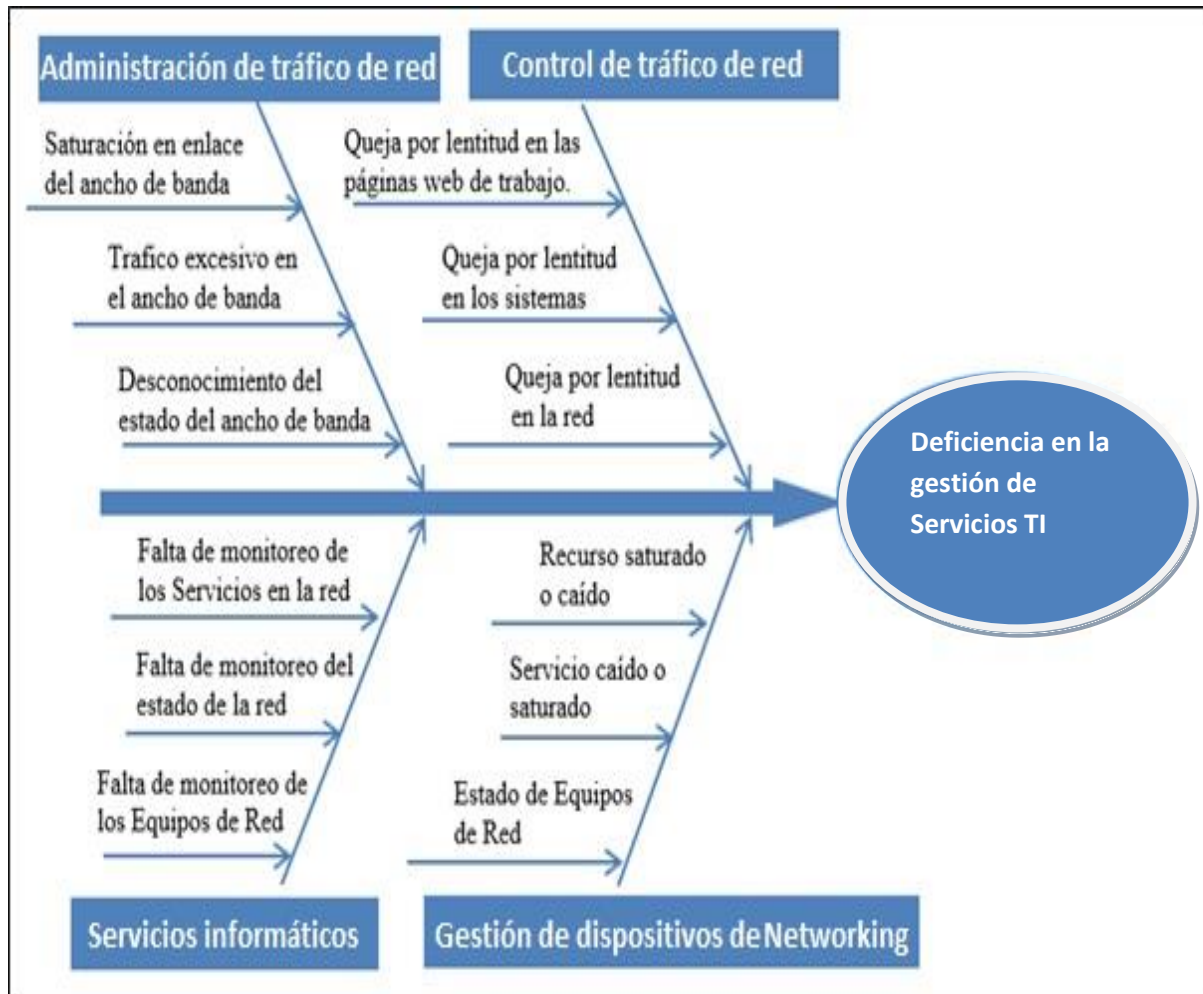 Administración de tráfico de red
Control de tráfico de red
Saturación en enlace
del ancho de banda
Trafico excesivo en
el ancho de banda
Desconocimiento del
estado del ancho de banda
Queja por lentitud en las
páginas web de trabajo.
Queja por lentitud
en los sistemas
Queja por lentitud
en la red
Deficiencia en la
gestión de
Servicios TI
Falta de monitoreo de
los Servicios en la red
Falta de monitoreo del
estado de la red
Falta de monitoreo de
los Equipos de Red
Recurso saturado
o caído
Servicio caído o
saturado
Estado de Equipos
de Red
Servicios informáticos
Gestión de dispositivos de Networking